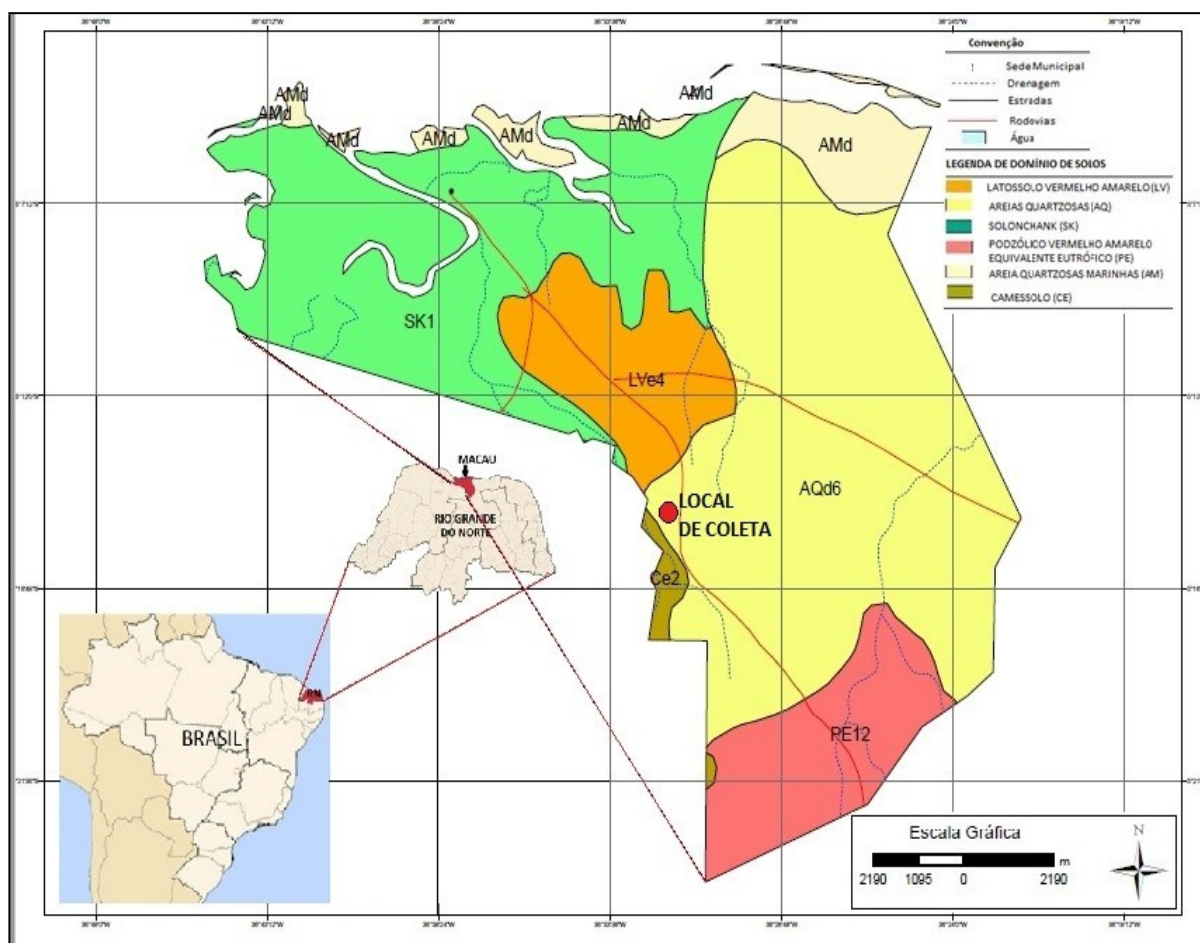 Convenção
Sede Municipal
Drenagem
Estradas
Rodovias
Água
LEGENDA DE DOMÍNIO DE SOLOS
LATOSSOLO VERMELHO AMARELO (LV)
AREIAS QUARTZOSAS (AQ)
SOLONCHANK (SK)
PODZÓLICO VERMELHO AMARELO
EQUIVALENTE EUTRÓFICO (PE)
AREIA QUARTZOSAS MARINHAS (AM)
CAMESSOLO (CE)
AMd
AMd
AMd
AMd
AMd
AMd
AMd
AMd
SK1
LVe4
AQd6
LOCAL
DE COLETA
Ce2
PE12
MACAU
RIO GRANDE
DO NORTE
RN
BRASIL
Escala Gráfica
2190 1095 0 2190 m
N